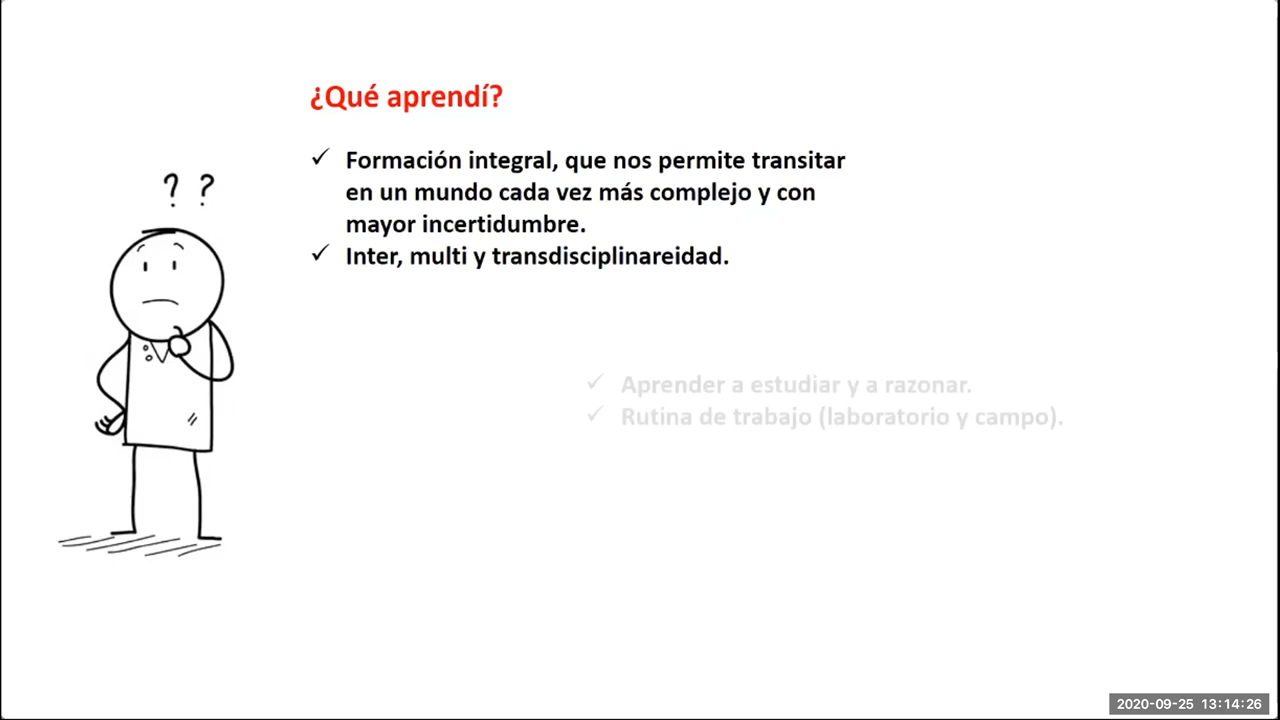 ¿Qué aprendí?
✓ Formación integral, que nos permite transitar
en un mundo cada vez más complejo y con
mayor incertidumbre.
✓ Inter, multi y transdisciplinareidad.
? ?
✓ Aprender a estudiar y a razonar.
✓ Rutina de trabajo (laboratorio y campo).
2020-09-25 13:14:26